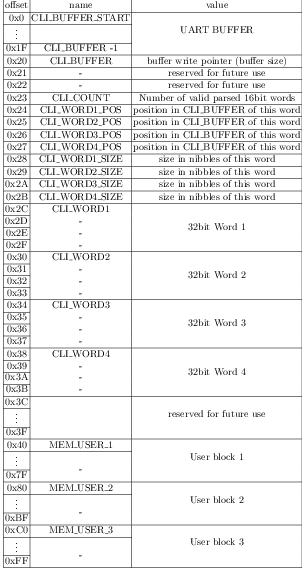 offset name value
0x0 CLI_BUFFER_START
⋮ UART BUFFER
0x1F CLI_BUFFER -1
0x20 CLI_BUFFER buffer write pointer (buffer size)
0x21 - reserved for future use
0x22 - reserved for future use
0x23 CLI_COUNT Number of valid parsed 16bit words
0x24 CLI_WORD1_POS position in CLI_BUFFER of this word
0x25 CLI_WORD2_POS position in CLI_BUFFER of this word
0x26 CLI_WORD3_POS position in CLI_BUFFER of this word
0x27 CLI_WORD4_POS position in CLI_BUFFER of this word
0x28 CLI_WORD1_SIZE size in nibbles of this word
0x29 CLI_WORD2_SIZE size in nibbles of this word
0x2A CLI_WORD3_SIZE size in nibbles of this word
0x2B CLI_WORD4_SIZE size in nibbles of this word
0x2C CLI_WORD1
0x2D -
32bit Word 1
0x2E -
0x2F -
0x30 CLI_WORD2
0x31 -
32bit Word 2
0x32 -
0x33 -
0x34 CLI_WORD3
0x35 -
32bit Word 3
0x36 -
0x37 -
0x38 CLI_WORD4
0x39 -
32bit Word 4
0x3A -
0x3B -
0x3C
⋮ reserved for future use
0x3F
0x40 MEM_USER_1
⋮ User block 1
0x7F -
0x80 MEM_USER_2
⋮ User block 2
0xBF -
0xC0 MEM_USER_3
⋮ User block 3
0xFF -